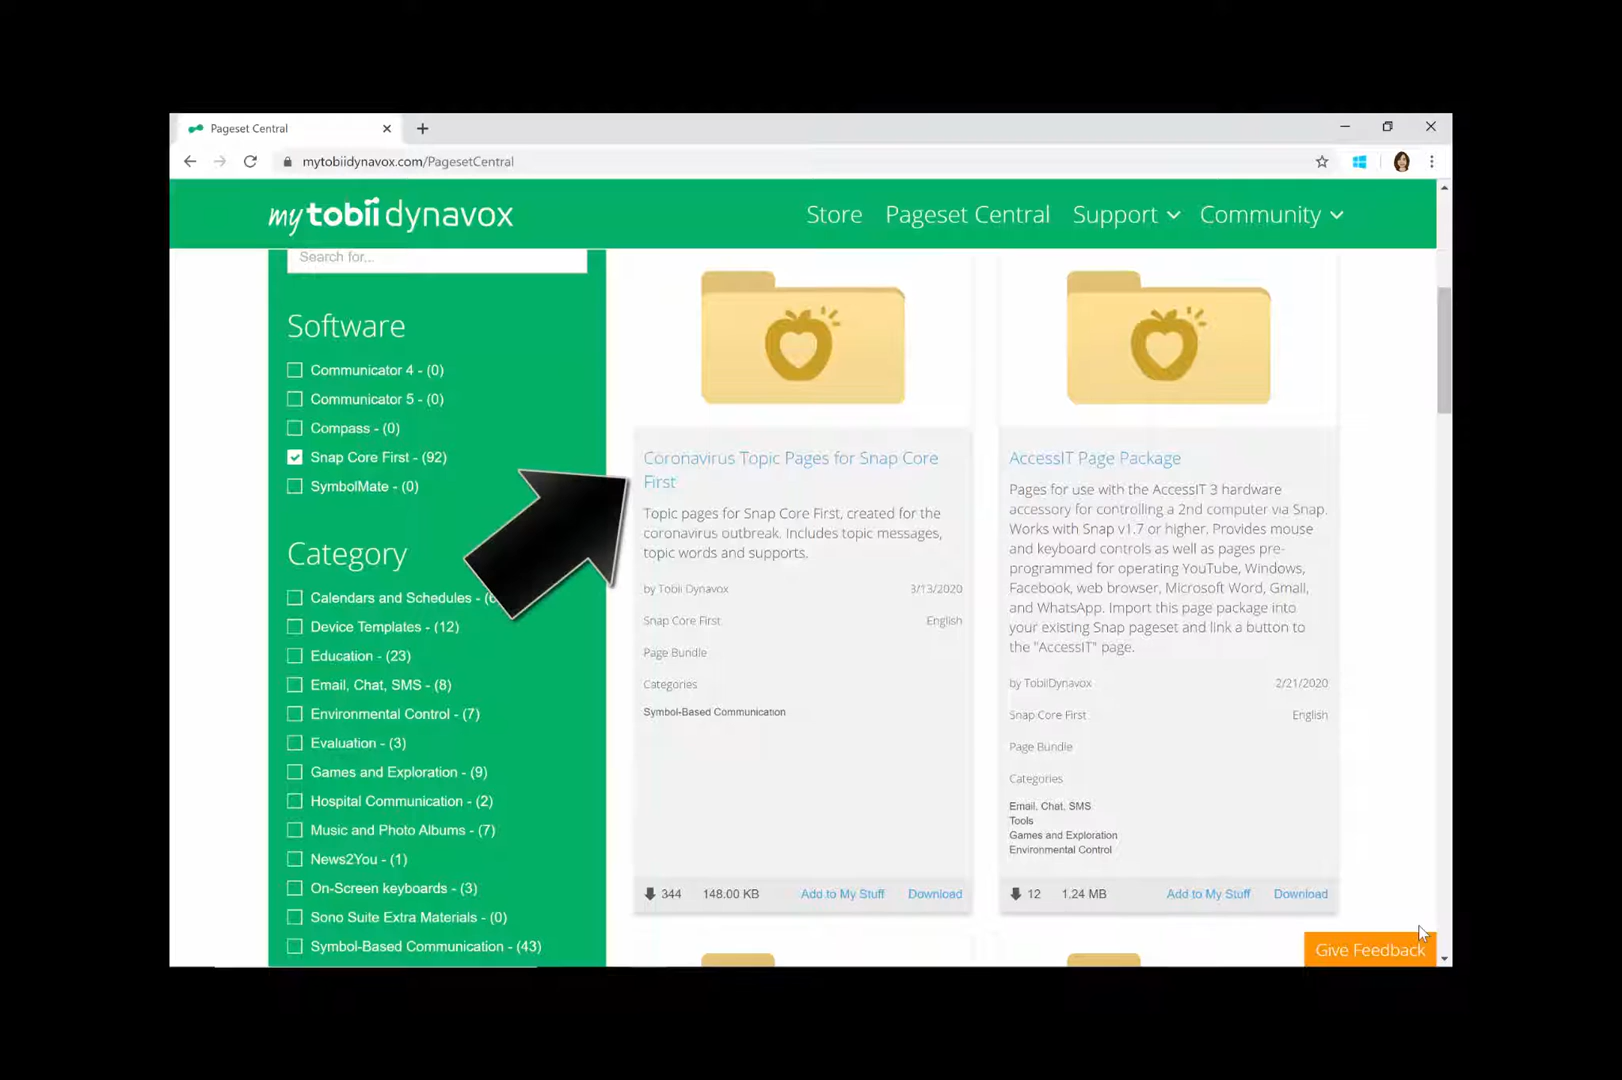 Pageset Central
mytobiidynavox.com/PagesetCentral
my tobii dynavox
Store
Pageset Central
Support
Community
Search for...
Software
Communicator 4 - (0)
Communicator 5 - (0)
Compass - (0)
Snap Core First - (92)
SymbolMate - (0)
Category
Calendars and Schedules -
Device Templates - (12)
Education - (23)
Email, Chat, SMS - (8)
Environmental Control - (7)
Evaluation - (3)
Games and Exploration - (9)
Hospital Communication - (2)
Music and Photo Albums - (7)
News2You - (1)
On-Screen keyboards - (3)
Sono Suite Extra Materials - (0)
Symbol-Based Communication - (43)
Coronavirus Topic Pages for Snap Core
First
Topic pages for Snap Core First, created for the
coronavirus outbreak. Includes topic messages,
topic words and supports.
by Tobii Dynavox
3/13/2020
Snap Core First
English
Page Bundle
Categories
Symbol-Based Communication
344
148.00 KB
Add to My Stuff
Download
AccessIT Page Package
Pages for use with the AccessIT 3 hardware
accessory for controlling a 2nd computer via Snap.
Works with Snap v1.7 or higher. Provides mouse
and keyboard controls as well as pages pre-
programmed for operating YouTube, Windows,
Facebook, web browser, Microsoft Word, Gmail,
and WhatsApp. Import this page package into
your existing Snap pageset and link a button to
the "AccessIT" page.
by TobiiDynavox
2/21/2020
Snap Core First
English
Page Bundle
Categories
Email, Chat, SMS
Tools
Games and Exploration
Environmental Control
12
1.24 MB
Add to My Stuff
Download
Give Feedback